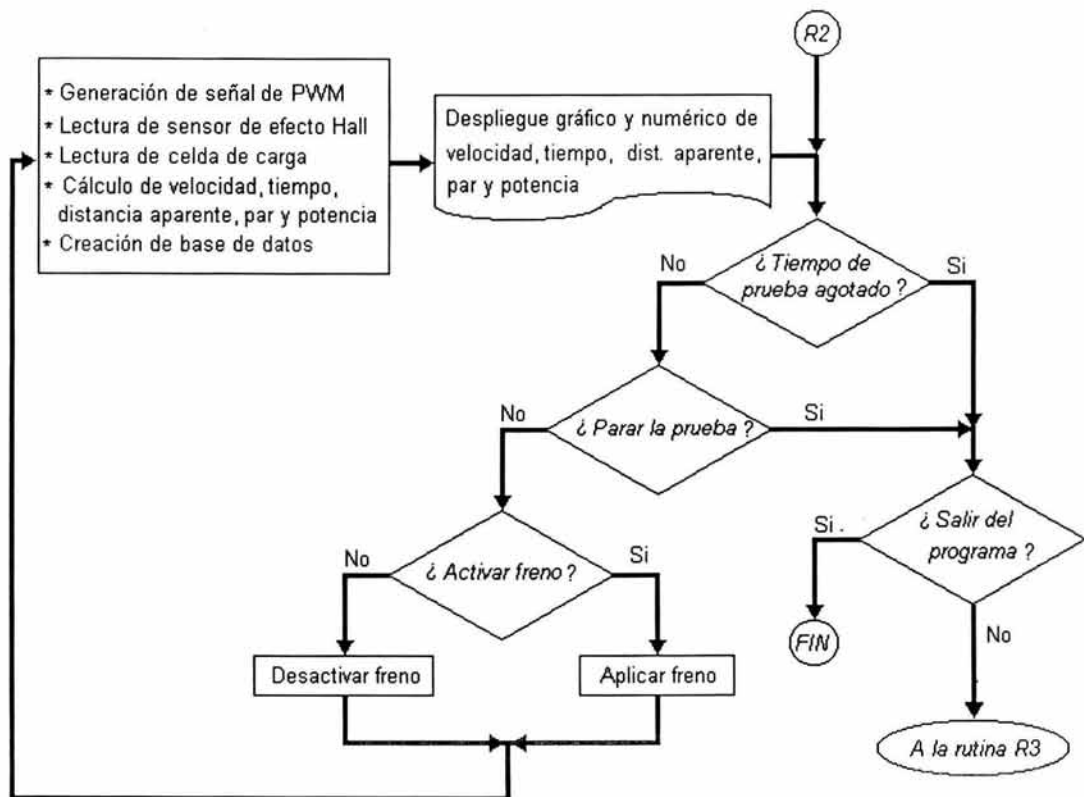 R2
* Generación de señal de PWM
* Lectura de sensor de efecto Hall
* Lectura de celda de carga
* Cálculo de velocidad, tiempo,
distancia aparente, par y potencia
* Creación de base de datos
Despliegue gráfico y numérico de
velocidad, tiempo, dist. aparente,
par y potencia
¿ Tiempo de
prueba agotado ?
No
Si
¿ Parar la prueba ?
No
Si
¿ Salir del
programa ?
Si .
No
¿ Activar freno ?
No
Si
Desactivar freno
Aplicar freno
FIN
A la rutina R3